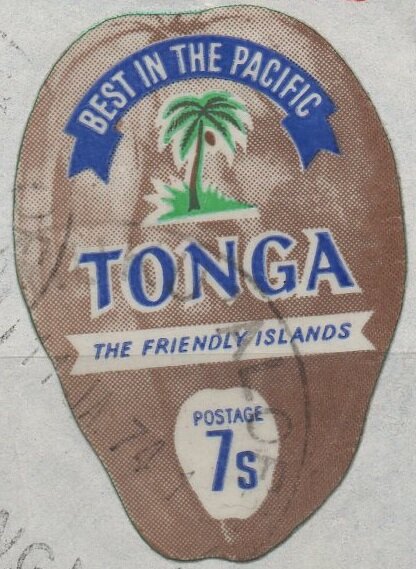 BEST IN THE PACIFIC
TONGA
THE FRIENDLY ISLANDS
POSTAGE
7s